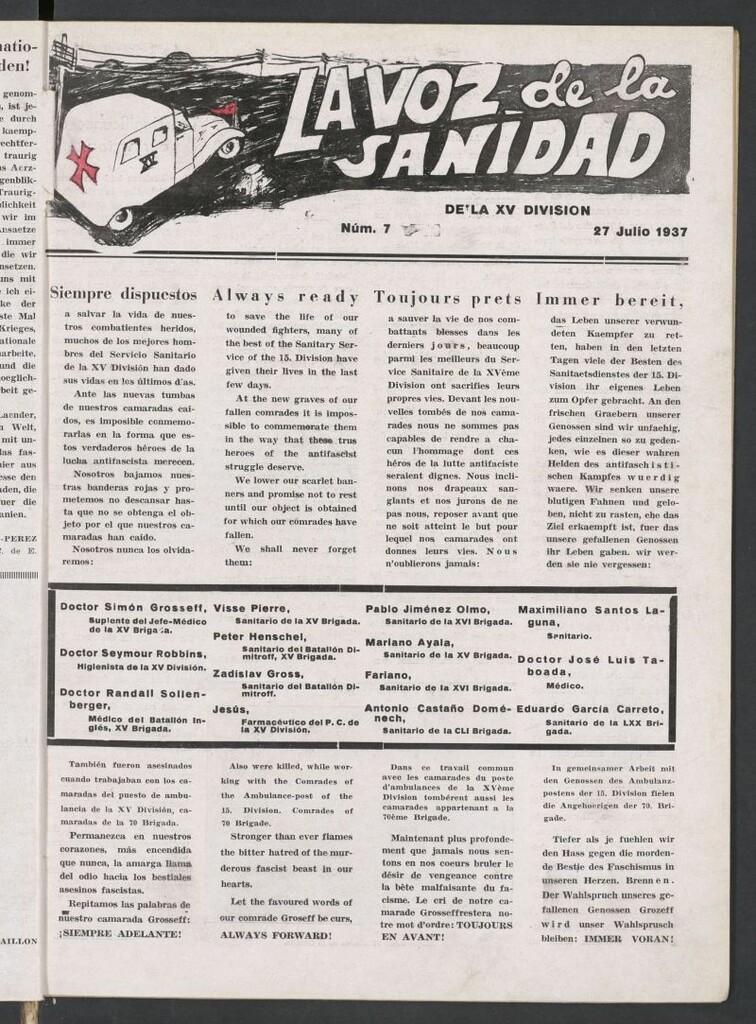 LA VOZ de la
SANIDAD
XV
DE LA XV DIVISION
Núm. 7
27 Julio 1937
Siempre dispuestos
a salvar la vida de nues-
tros combatientes heridos,
muchos de los mejores hom-
bres del Servicio Sanitario
de la XV División han dado
sus vidas en los últimos d'as.
Ante las nuevas tumbas
de nuestros camaradas caí-
dos, es imposible conmemo-
rarlas en la forma que es-
tos verdaderos héroes de la
lucha antifascista merecen.
Nosotros bajamos nues-
tras banderas rojas y pro-
metemos no descansar has-
ta que no se obtenga el ob-
jeto por el que nuestros ca-
maradas han caído.
Nosotros nunca los olvida-
remos:
Always ready
to save the life of our
wounded fighters, many of
the best of the Sanitary Ser-
vice of the 15. Division have
given their lives in the last
few days.
At the new graves of our
fallen comrades it is impos-
sible to commemorate them
in the way that these true
heroes of the antifascist
struggle deserve.
We lower our scarlet ban-
ners and promise not to rest
until our object is obtained
for which our comrades have
fallen.
We shall never forget
them:
Toujours prets
a sauver la vie de nos com-
battants blesses dans les
derniers jours, beaucoup
parmi les meilleurs du Ser-
vice Sanitaire de la XVème
Division ont sacrifies leurs
propres vies. Devant les nou-
velles tombés de nos cama-
rades nous ne sommes pas
capables de rendre a cha-
cun l'hommage dont ces
héros de la lutte antifaciste
seraient dignes. Nous incli-
nons nos drapeaux san-
glants et nos jurons de ne
pas nous, reposer avant que
ne soit atteint le but pour
lequel nos camarades ont
donnes leurs vies. Nous
n'oublierons jamais:
Immer bereit,
das Leben unserer verwun-
deten Kaempfer zu ret-
ten, haben in den letzten
Tagen viele der Besten des
Sanitaetsdienstes der 15. Di-
vision ihr eigenes Leben
zum Opfer gebracht. An den
frischen Graebern unserer
Genossen sind wir unfaehig,
jedes einzelnen so zu geden-
ken, wie es dieser wahren
Helden des antifaschisti-
schen Kampfes wuerdig
waere. Wir senken unsere
blutigen Fahnen und gelo-
ben, nicht zu rasten, ehe das
Ziel erkaempft ist, fuer das
unsere gefallenen Genossen
ihr Leben gaben. wir wer-
den sie nie vergessen:
Doctor Simón Grosseff,
Suplente del Jefe-Médico
de la XV Brigada.
Doctor Seymour Robbins,
Higienista de la XV División.
Doctor Randall Sollen-
berger,
Médico del Batallón In-
glés, XV Brigada.
Visse Pierre,
Sanitario de la XV Brigada.
Peter Henschel,
Sanitario del Batallón Di-
mitroff, XV Brigada.
Zadislav Gross,
Sanitario del Batallón Di-
mitroff.
Jesús,
Farmacéutico del P. C. de
la XV División.
Pablo Jiménez Olmo,
Sanitario de la XVI Brigada.
Mariano Ayala,
Sanitario de la XV Brigada.
Fariano,
Sanitario de la XVI Brigada.
Antonio Castaño Domé-
nech,
Sanitario de la CLI Brigada.
Maximiliano Santos La-
guna,
Sanitario.
Doctor José Luis Ta-
boada,
Médico.
Eduardo García Carreto,
Sanitario de la LXX Bri-
gada.
También fueron asesinados
cuando trabajaban con los ca-
maradas del puesto de ambu-
lancia de la XV División, ca-
maradas de la 70 Brigada.
Permanezca en nuestros
corazones, más encendida
que nunca, la amarga llama
del odio hacia los bestiales
asesinos fascistas.
Repitamos las palabras de
nuestro camarada Grosseff:
¡SIEMPRE ADELANTE!
Also were killed, while wor-
king with the Comrades of
the Ambulance-post of the
15. Division. Comrades of
70 Brigade.
Stronger than ever flames
the bitter hatred of the mur-
derous fascist beast in our
hearts.
Let the favoured words of
our comrade Groseff be curs,
ALWAYS FORWARD!
Dans ce travail commun
avec les camarades du poste
d'ambulances de la XVème
Division tombèrent aussi les
camarades appartenant a la
70ème Brigade.
Maintenant plus profonde-
ment que jamais nous sen-
tons en nos coeurs bruler le
désir de vengeance contre
la bête malfaisante du fa-
cisme. Le cri de notre ca-
marade Grosseffrestera no-
tre mot d'ordre: TOUJOURS
EN AVANT!
In gemeinsamer Arbeit mit
den Genossen des Ambulanz-
postens der 15. Division fielen
die Angehoerigen der 70. Bri-
gade.
Tiefer als je fuehlen wir
den Hass gegen die morden-
de Bestje des Faschismus in
unseren Herzen. Brennen.
Der Wahlspruch unseres ge-
fallenen Genossen Grozeff
wird unser Wahlsprusch
bleiben: IMMER VORAN!